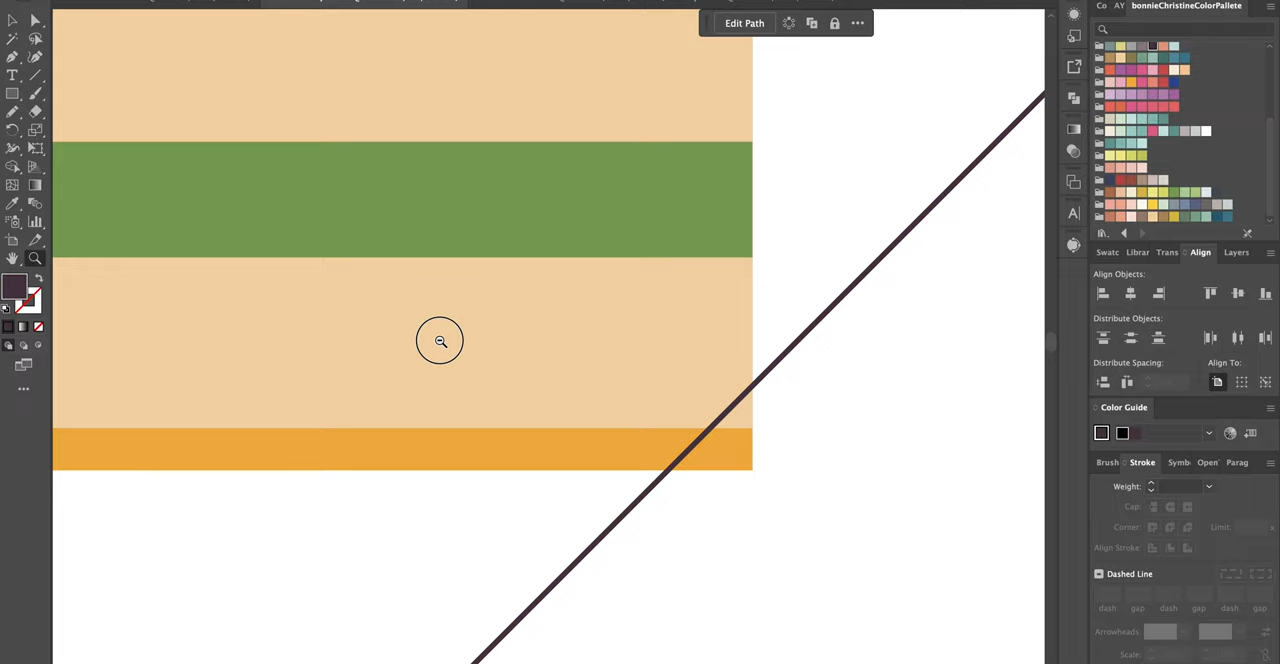 Co AY bonnieChristineColorPallete
Edit Path
Swatc Librar Trans Align Layers
Align Objects:
Distribute Objects:
Distribute Spacing: Align To:
Color Guide
Brush Stroke Symb Open Parag
Weight:
Cap:
Corner: Limit: x
Align Stroke:
Dashed Line
dash gap dash gap dash gap
Arrowheads:
Scale: